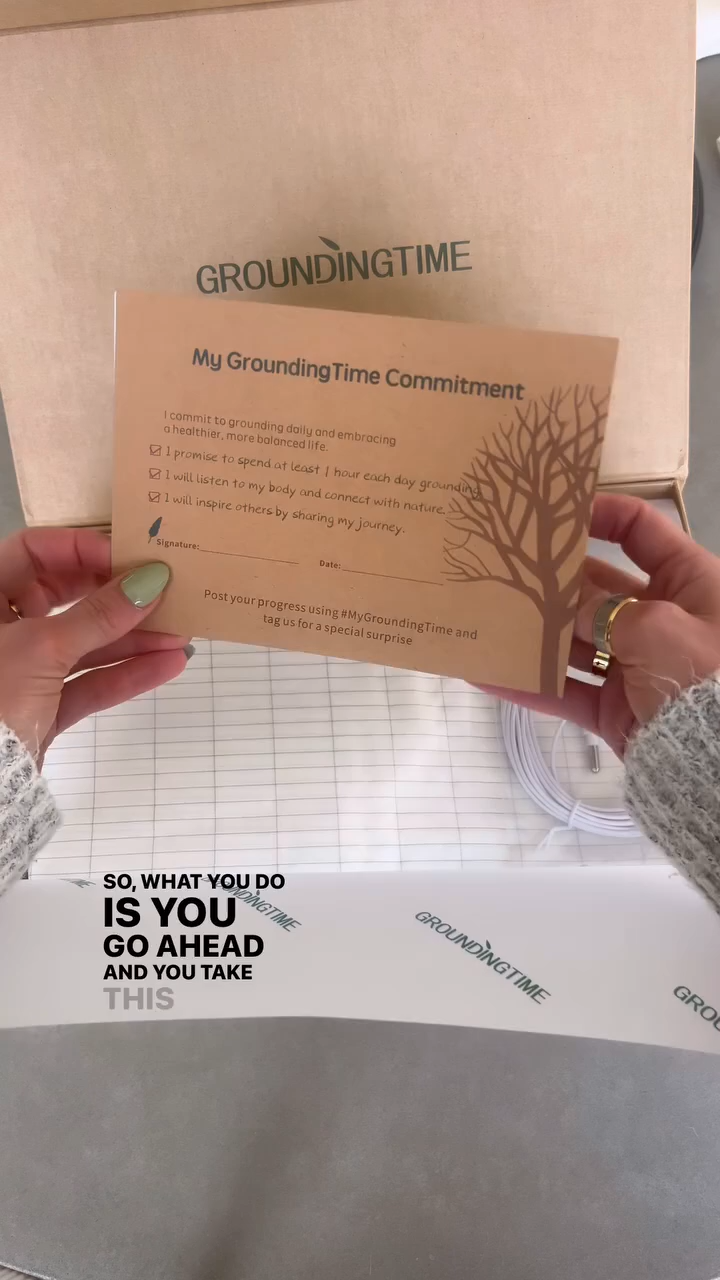 GROUNDINGTIME
My GroundingTime Commitment
I commit to grounding daily and embracing
a healthier, more balanced life.
I promise to spend at least 1 hour each day grounding.
I will listen to my body and connect with nature.
I will inspire others by sharing my journey.
Signature:
Date:
Post your progress using #MyGroundingTime and
tag us for a special surprise
SO, WHAT YOU DO
IS YOU
GO AHEAD
AND YOU TAKE
THIS
GROUNDINGTIME
GROUNDINGTIME